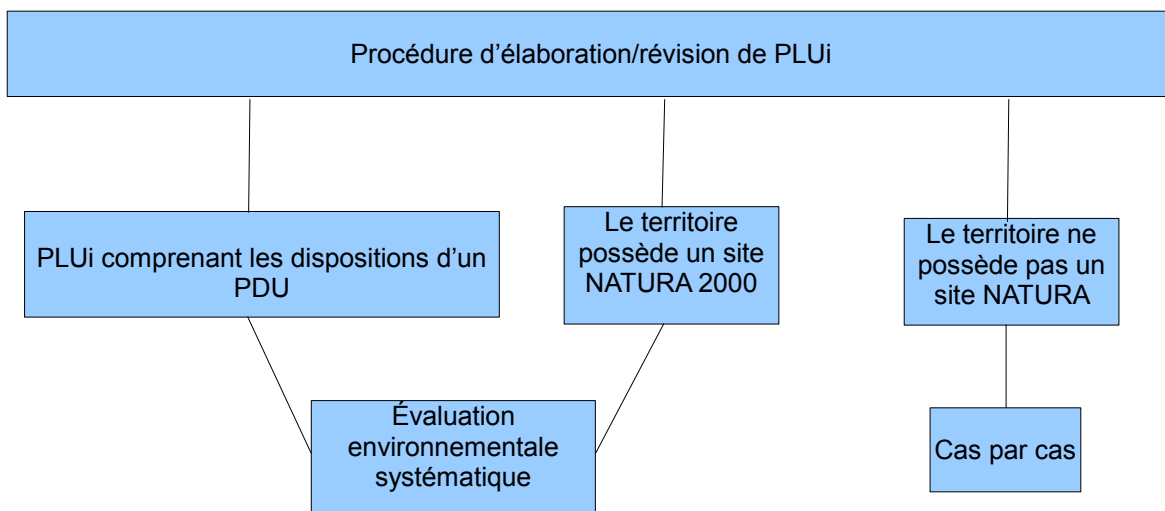 Procédure d'élaboration/révision de PLUi
PLUi comprenant les dispositions d'un
PDU
Le territoire
possède un site
NATURA 2000
Le territoire ne
possède pas un
site NATURA
Évaluation
environnementale
systématique
Cas par cas